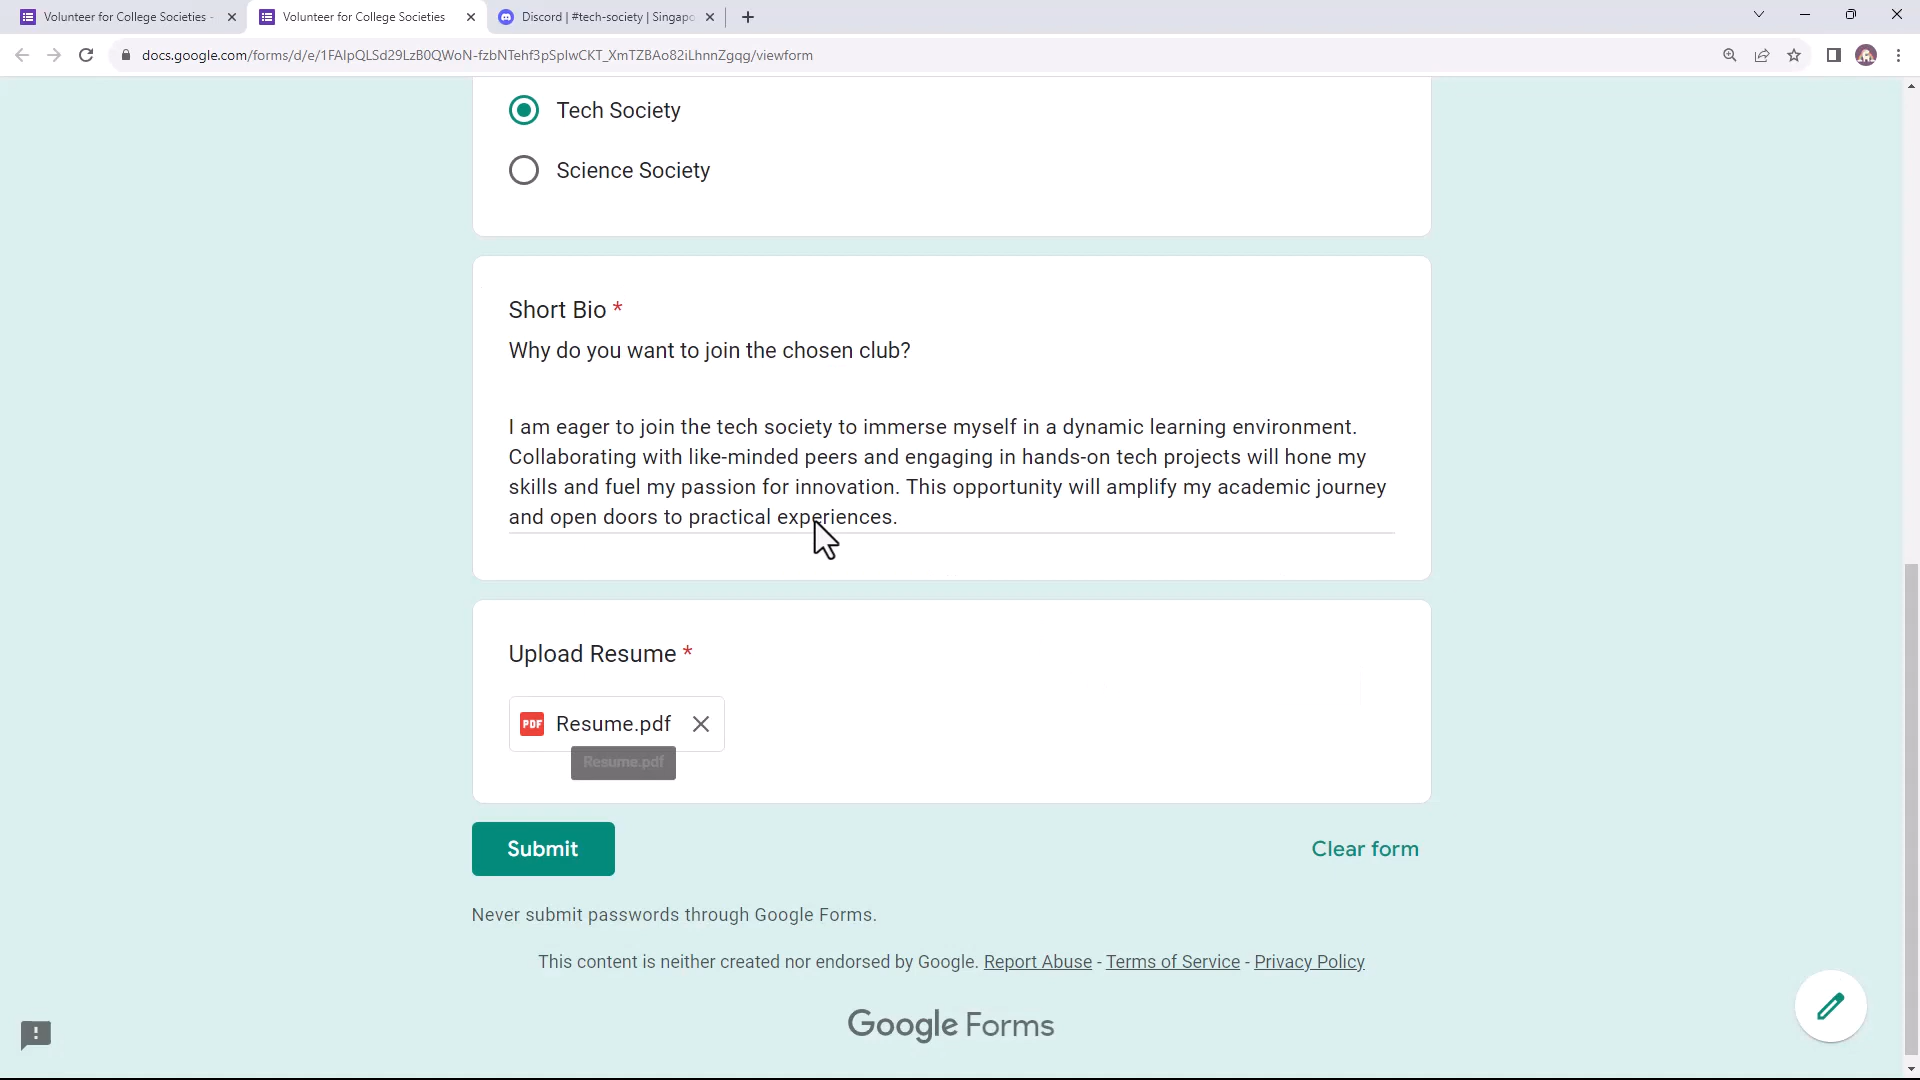 Volunteer for College Societies -
Volunteer for College Societies
Discord | #tech-society | Singapo
docs.google.com/forms/d/e/1FAIpQLSd29LzB0QWoN-fzbNTehf3pSplwCKT_XmTZBAo82iLhnnZgqg/viewform
Tech Society
Science Society
Short Bio *
Why do you want to join the chosen club?
I am eager to join the tech society to immerse myself in a dynamic learning environment.
Collaborating with like-minded peers and engaging in hands-on tech projects will hone my
skills and fuel my passion for innovation. This opportunity will amplify my academic journey
and open doors to practical experiences.
Upload Resume *
PDF Resume.pdf
Resume.pdf
Submit
Clear form
Never submit passwords through Google Forms.
This content is neither created nor endorsed by Google. Report Abuse - Terms of Service - Privacy Policy
Google Forms